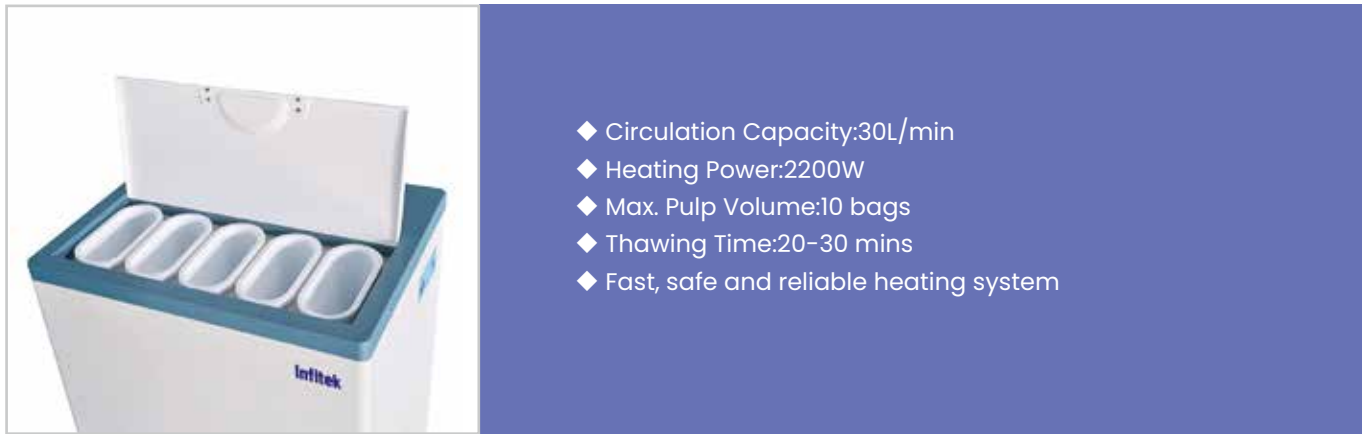 Infitek
◆ Circulation Capacity:30L/min
◆ Heating Power:2200W
◆ Max. Pulp Volume:10 bags
◆ Thawing Time:20-30 mins
◆ Fast, safe and reliable heating system